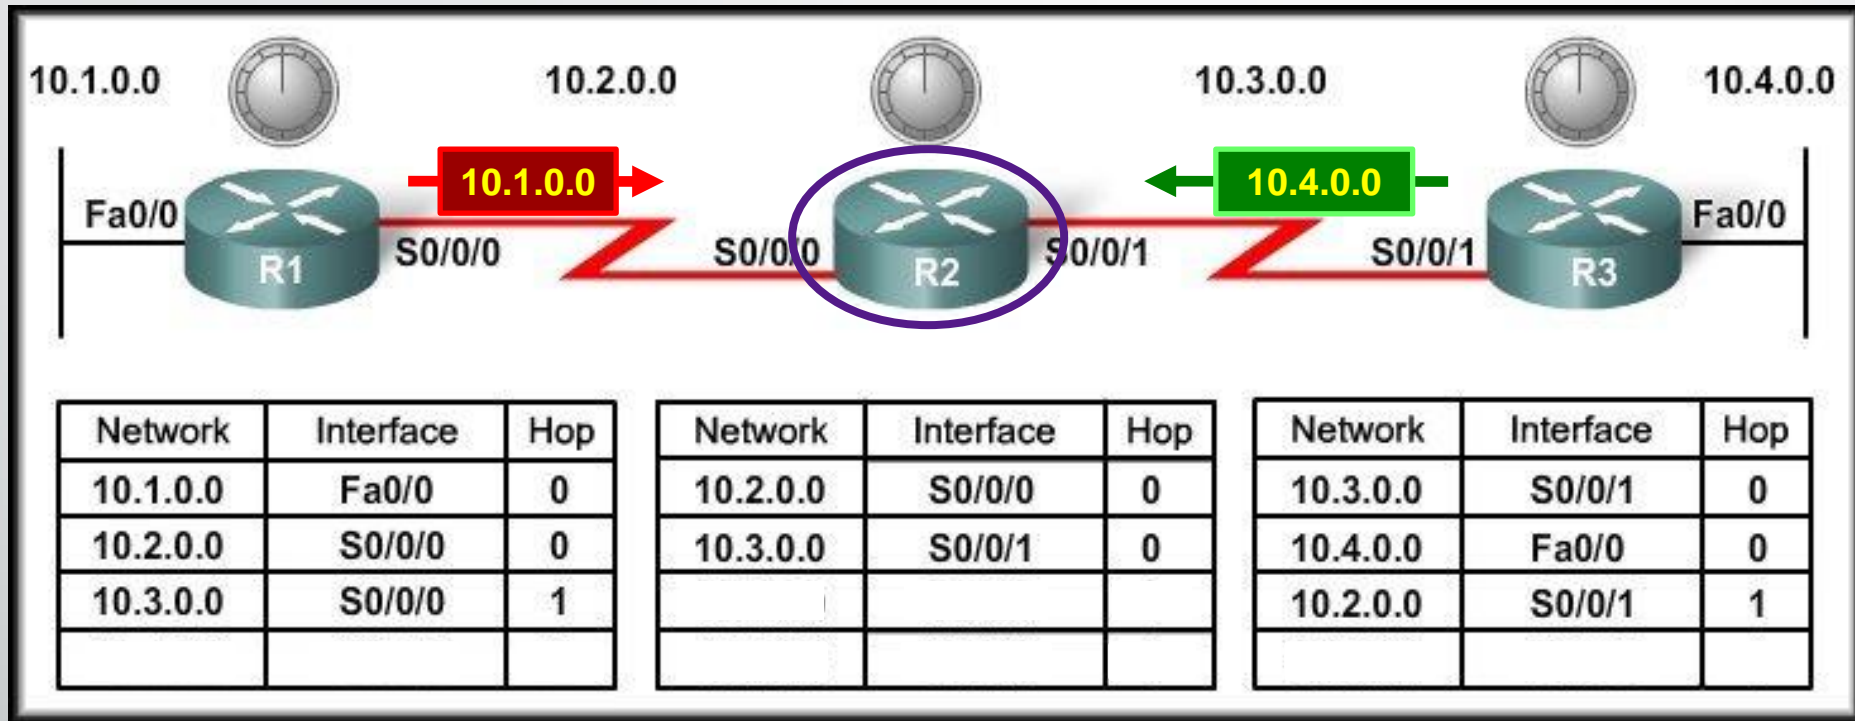 10.1.0.0 10.2.0.0 10.3.0.0 10.4.0.0
10.1.0.0 10.4.0.0
Fa0/0 Fa0/0
S0/0/0 S0/0/0 S0/0/1 S0/0/1
R1 R2 R3
Network Interface Hop
10.1.0.0 Fa0/0 0
10.2.0.0 S0/0/0 0
10.3.0.0 S0/0/0 1
Network Interface Hop
10.2.0.0 S0/0/0 0
10.3.0.0 S0/0/1 0
Network Interface Hop
10.3.0.0 S0/0/1 0
10.4.0.0 Fa0/0 0
10.2.0.0 S0/0/1 1